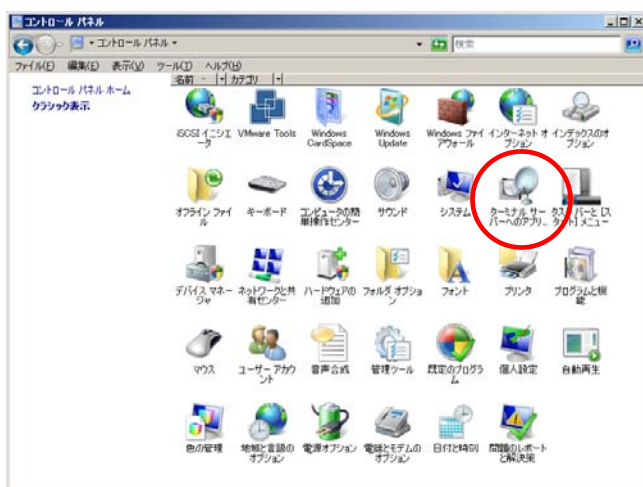 コントロール パネル
コントロール パネル
検索
ファイル(F) 編集(E) 表示(V) ツール(T) ヘルプ(H)
コントロール パネル ホーム
クラシック表示
名前 カテゴリ
iSCSI イニシエ
ータ
VMware Tools
Windows
CardSpace
Windows
Update
Windows ファイ
アウォール
インターネット オ
プション
インデックスのオ
プション
オフライン ファイ
ル
キーボード
コンピュータの簡
単操作センター
サウンド
システム
ターミナル サー
バーへのアプリ...
タスク バーと [ス
タート] メニュー
デバイス マネー
ジャ
ネットワークと共
有センター
ハードウェアの
追加
フォルダ オプショ
ン
フォント
プリンタ
プログラムと機
能
マウス
ユーザー アカウ
ント
音声合成
管理ツール
既定のプログラ
ム
個人設定
自動再生
色の管理
地域と言語の
オプション
電源オプション
電話とモデムの
オプション
日付と時刻
問題のレポート
と解決策